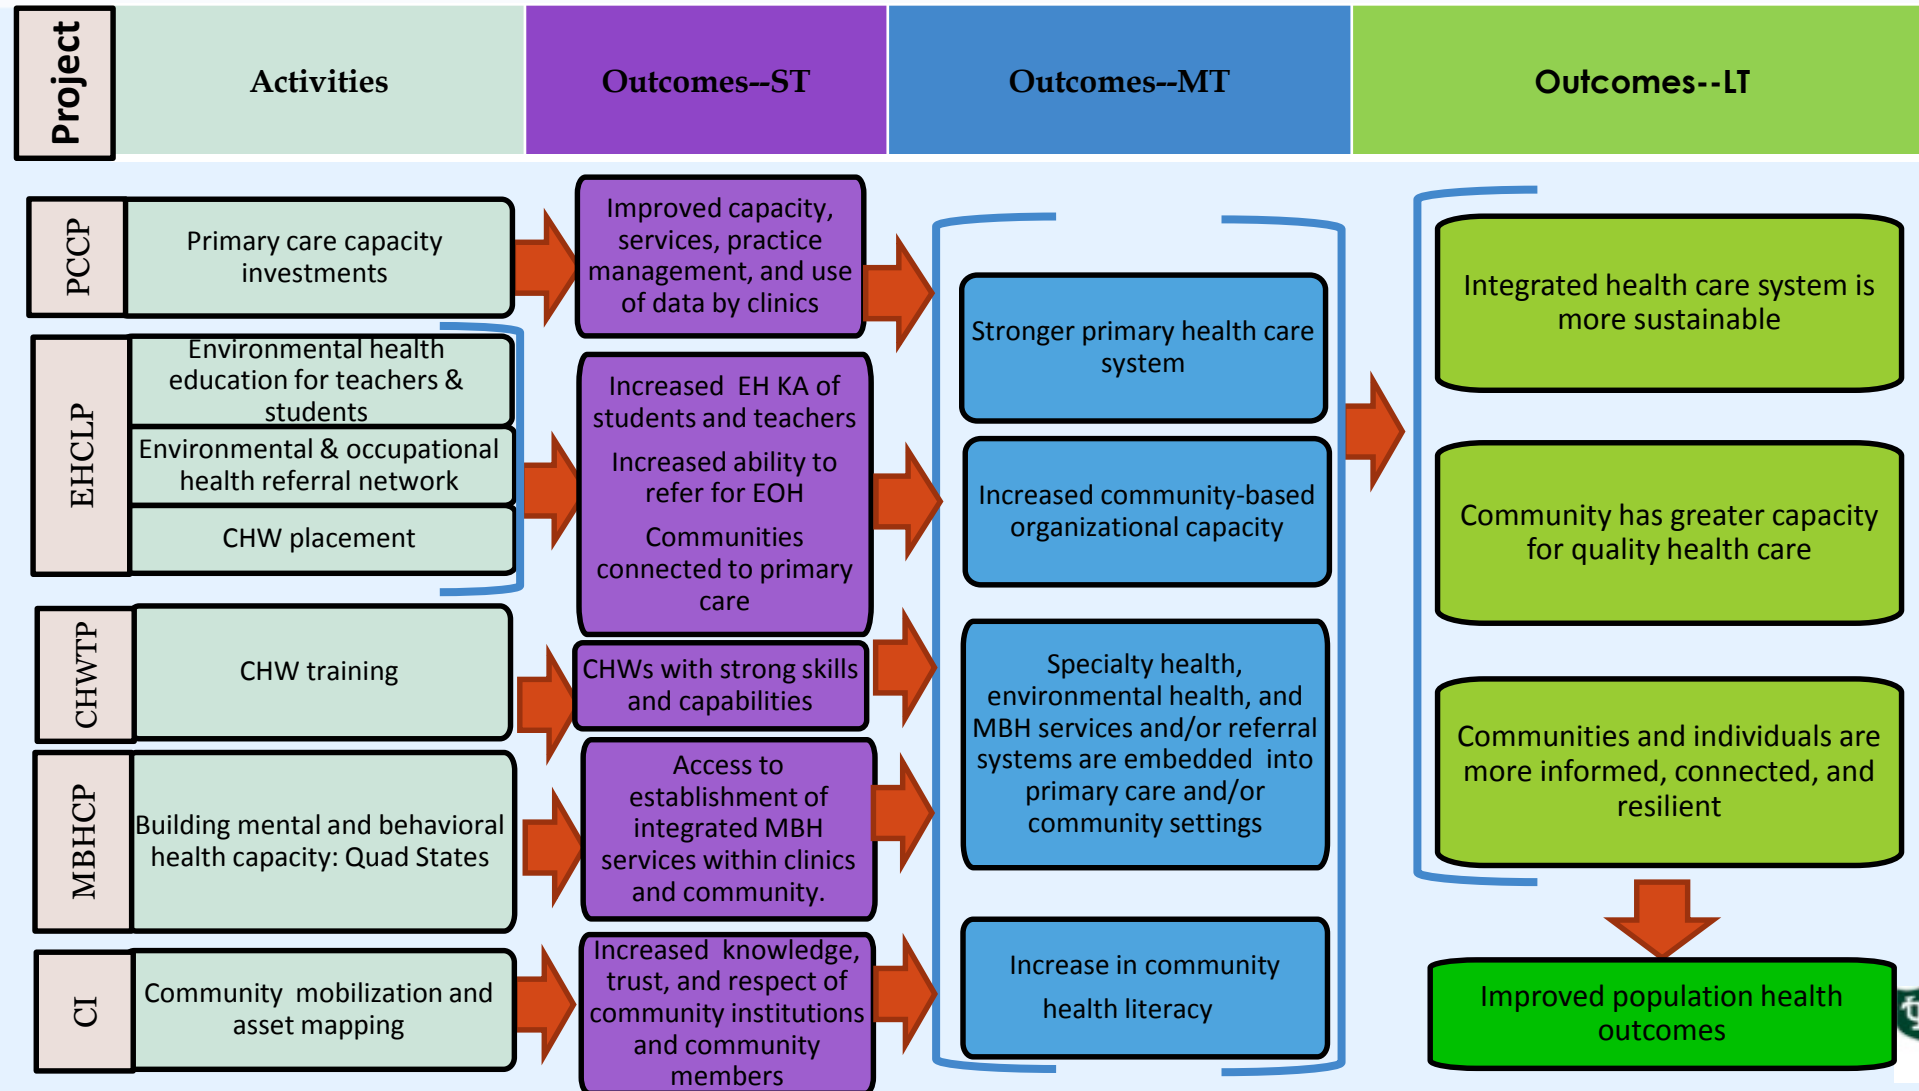 Project
Activities
Outcomes--ST
Outcomes--MT
Outcomes--LT
PCCP
Primary care capacity
investments
Improved capacity,
services, practice
management, and use
of data by clinics
EHCLP
Environmental health
education for teachers &
students
Environmental & occupational
health referral network
CHW placement
Increased EH KA of
students and teachers
Increased ability to
refer for EOH
Communities
connected to primary
care
CHWTP
CHW training
CHWs with strong skills
and capabilities
MBHCP
Building mental and behavioral
health capacity: Quad States
Access to
establishment of
integrated MBH
services within clinics
and community.
CI
Community mobilization and
asset mapping
Increased knowledge,
trust, and respect of
community institutions
and community
members
Stronger primary health care
system
Increased community-based
organizational capacity
Specialty health,
environmental health, and
MBH services and/or referral
systems are embedded into
primary care and/or
community settings
Increase in community
health literacy
Integrated health care system is
more sustainable
Community has greater capacity
for quality health care
Communities and individuals are
more informed, connected, and
resilient
Improved population health
outcomes